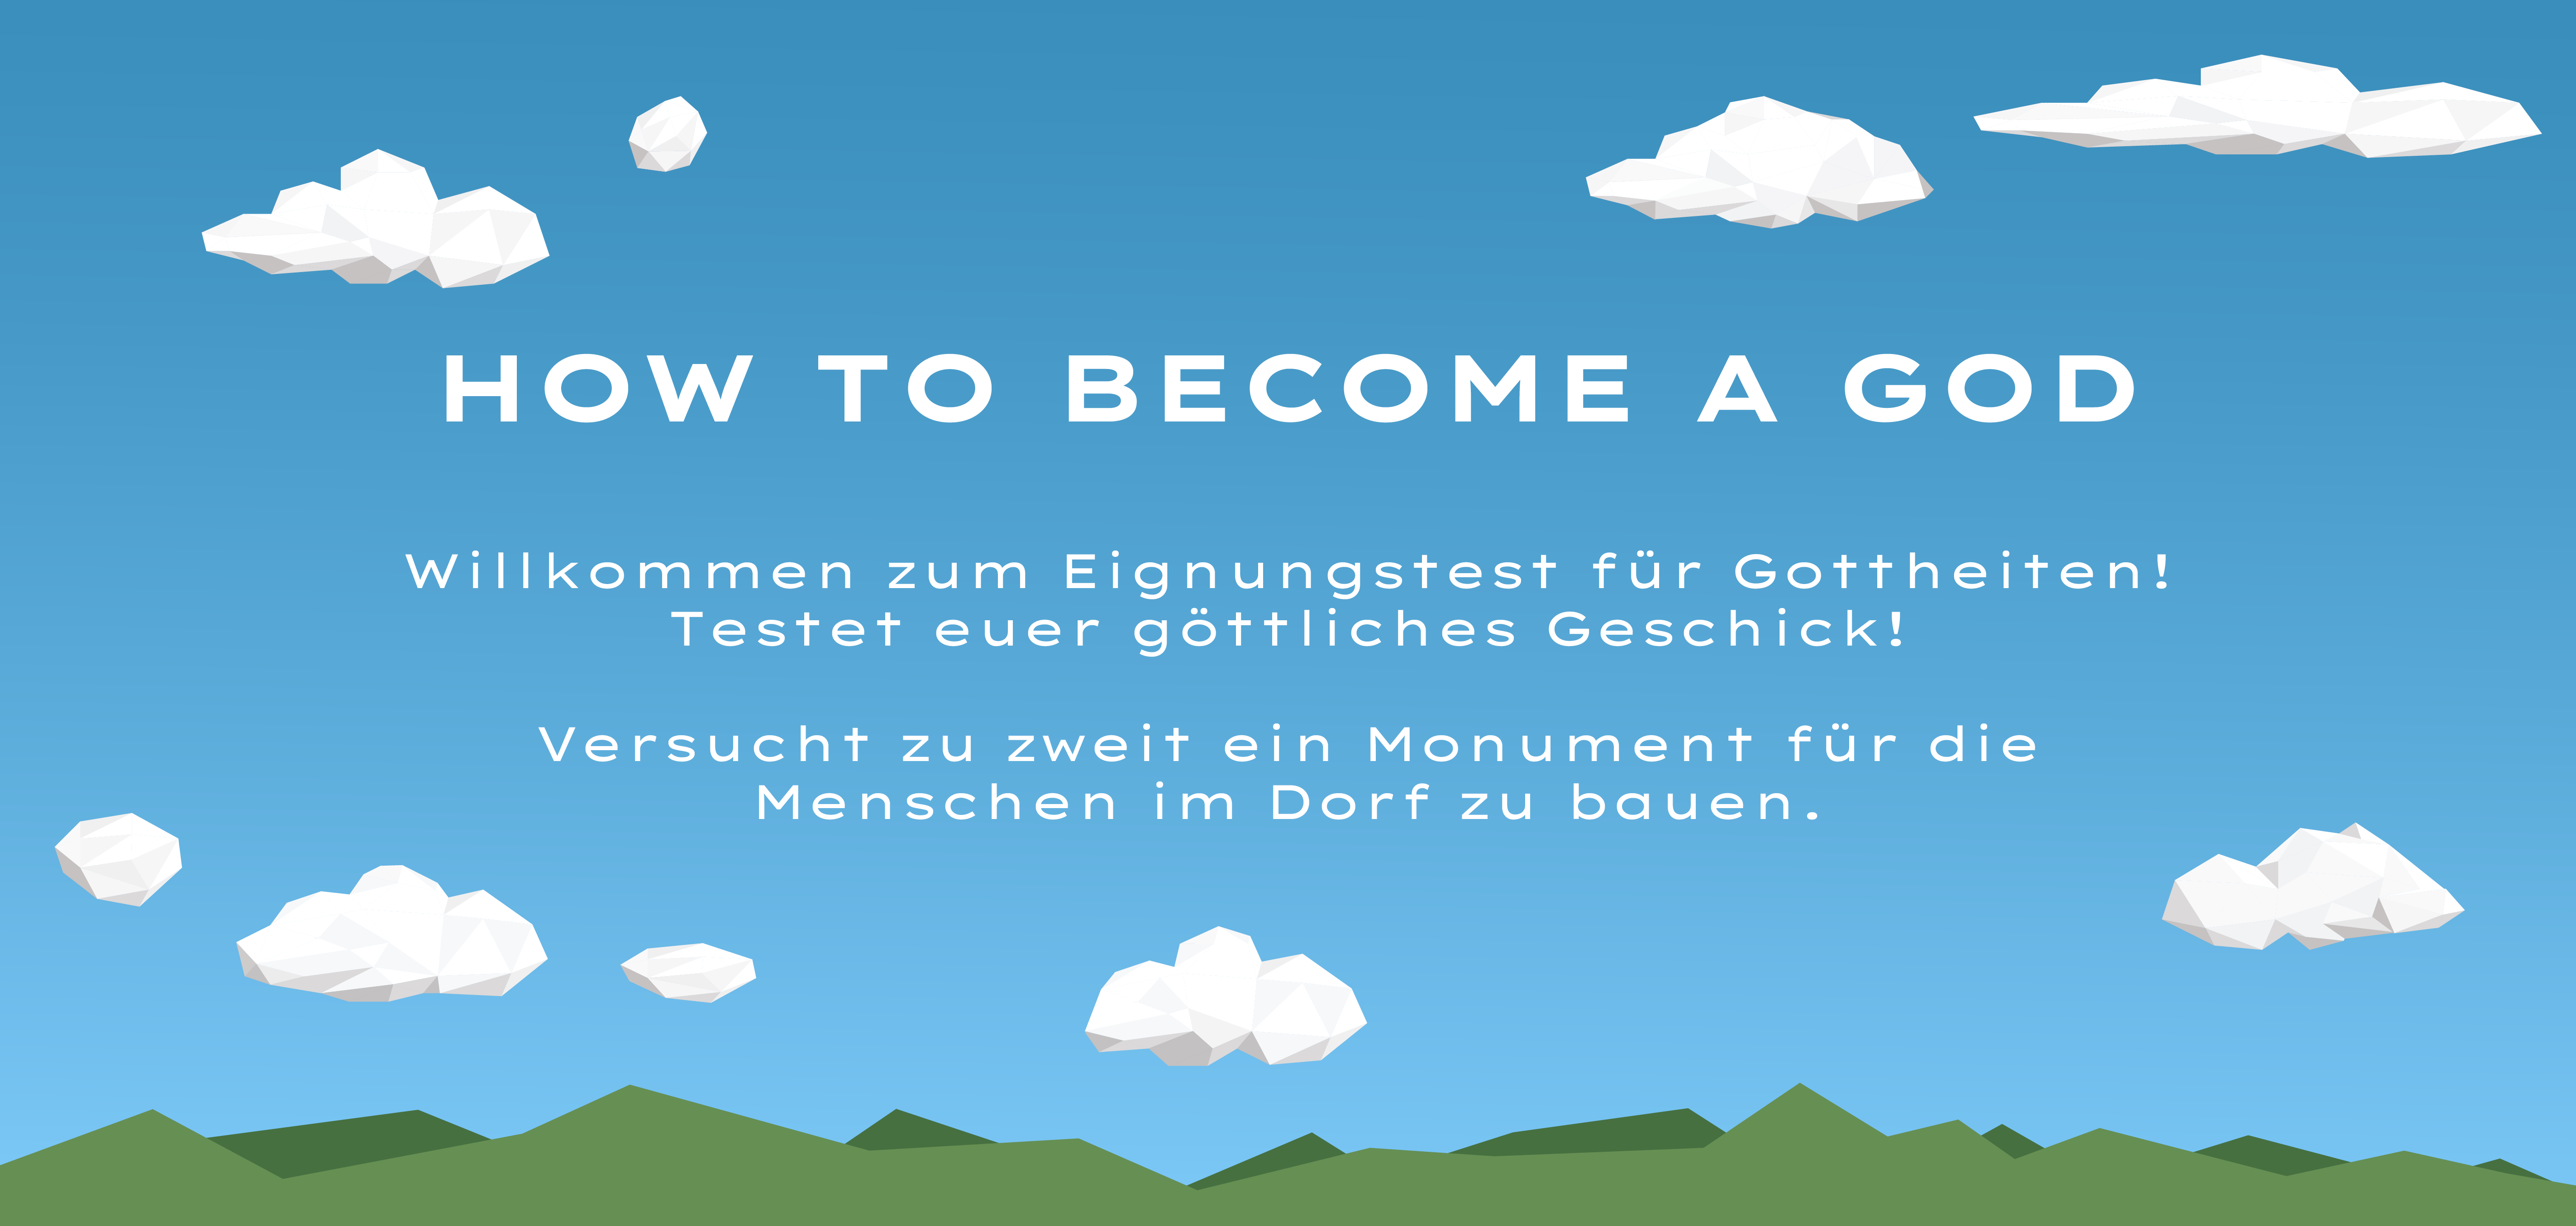 HOW TO BECOME A GOD
Willkommen zum Eignungstest für Gottheiten!
Testet euer göttliches Geschick!
Versucht zu zweit ein Monument für die
Menschen im Dorf zu bauen.